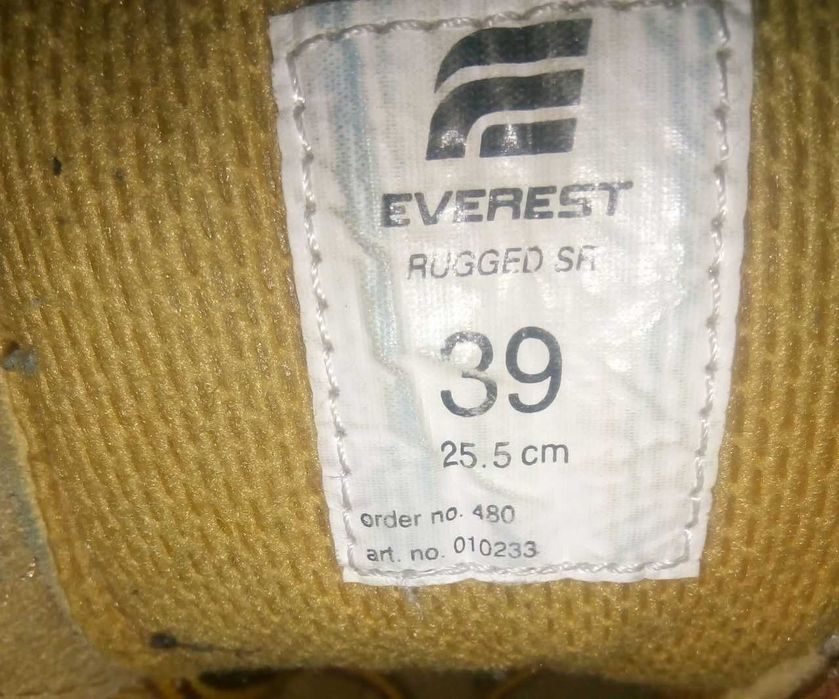 EVEREST
RUGGED SR
39
25.5 cm
order no. 480
art. no. 010233